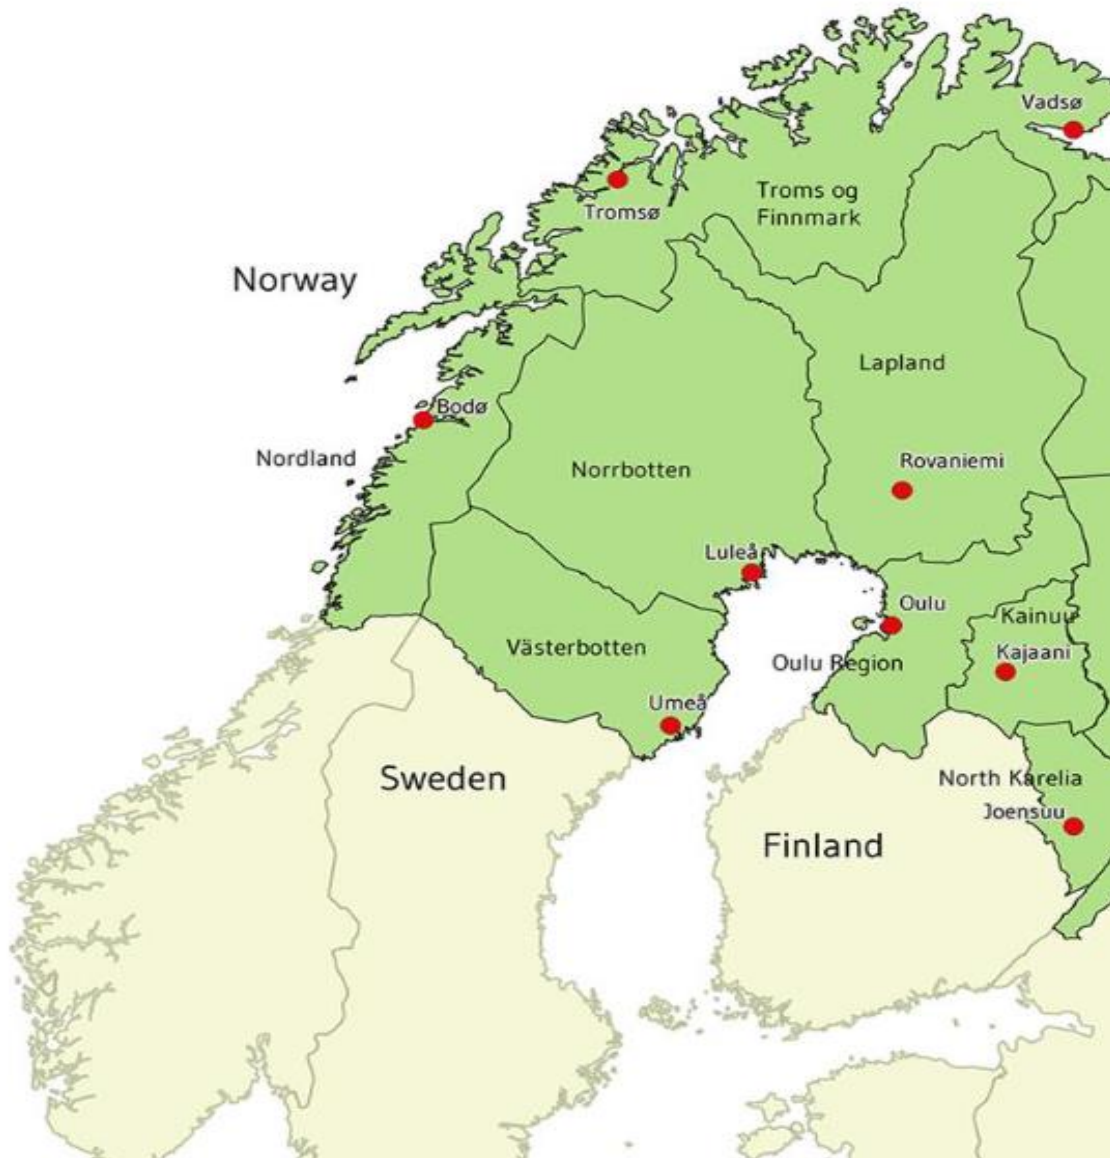 Vadsø
Troms og
Finnmark
Tromsø
Norway
Lapland
Bodø
Nordland
Norrbotten
Rovaniemi
Luleå
Oulu
Kainuu
Västerbotten
Oulu Region
Kajaani
Umeå
Sweden
North Karelia
Joensuu
Finland